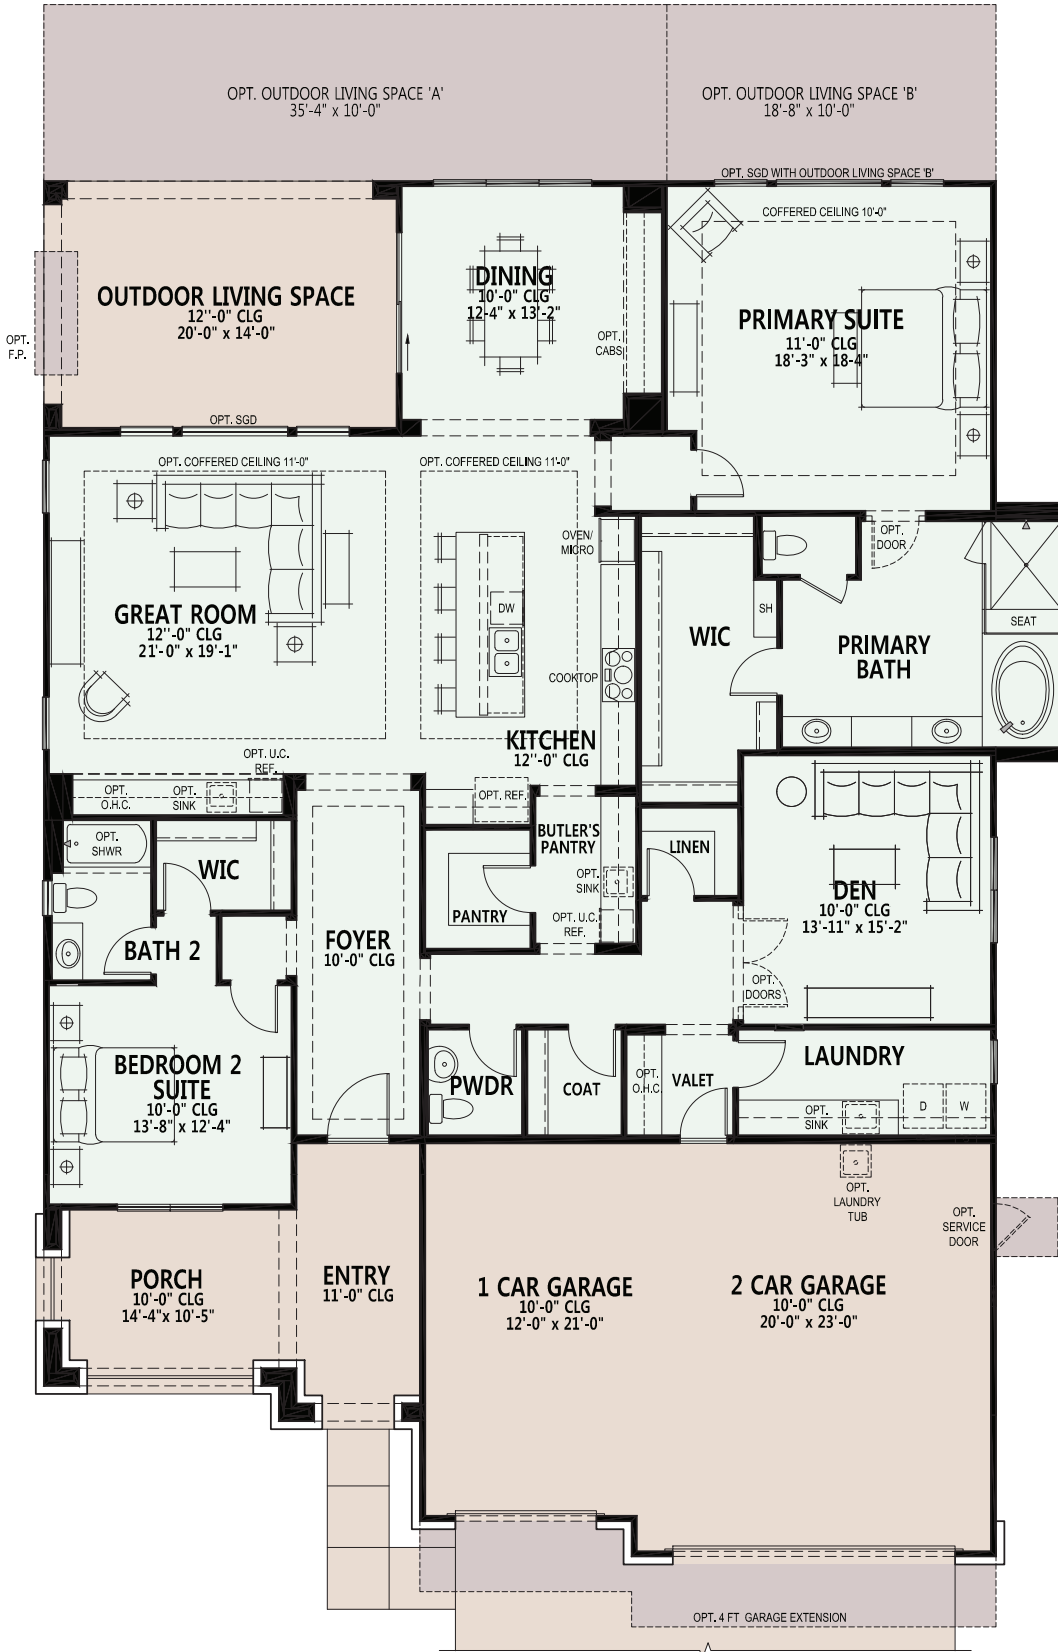 OPT. OUTDOOR LIVING SPACE 'A'
35'-4" x 10'-0"
OPT. OUTDOOR LIVING SPACE 'B'
18'-8" x 10'-0"
OPT. SGD WITH OUTDOOR LIVING SPACE 'B'
COFFERED CEILING 10'-0"
OUTDOOR LIVING SPACE
12"-0" CLG
20'-0" x 14'-0"
OPT.
F.P.
OPT. SGD
DINING
10'-0" CLG
12-4" x 13'-2"
OPT.
CABS
PRIMARY SUITE
11'-0" CLG
18'-3" x 18-4"
OPT. COFFERED CEILING 11'-0"
OPT. COFFERED CEILING 11'-0"
GREAT ROOM
12"-0" CLG
21'-0" x 19'-1"
OVEN/
MICRO
DW
COOKTOP
KITCHEN
12"-0" CLG
WIC
SH
OPT.
DOOR
SEAT
PRIMARY
BATH
OPT. U.C.
REF.
OPT.
O.H.C.
OPT.
SINK
OPT. REF.
BUTLER'S
PANTRY
OPT.
SINK
OPT. U.C.
REF.
PANTRY
LINEN
DEN
10'-0" CLG
13'-11" x 15'-2"
OPT.
DOORS
OPT.
SHWR
WIC
BATH 2
FOYER
10'-0" CLG
BEDROOM 2
SUITE
10'-0" CLG
13'-8" x 12'-4"
PWDR
COAT
OPT.
O.H.C.
VALET
LAUNDRY
OPT.
SINK
D
W
OPT.
LAUNDRY
TUB
OPT.
SERVICE
DOOR
PORCH
10'-0" CLG
14'-4"x 10'-5"
ENTRY
11'-0" CLG
1 CAR GARAGE
10'-0" CLG
12'-0" x 21'-0"
2 CAR GARAGE
10'-0" CLG
20'-0" x 23'-0"
OPT. 4 FT GARAGE EXTENSION